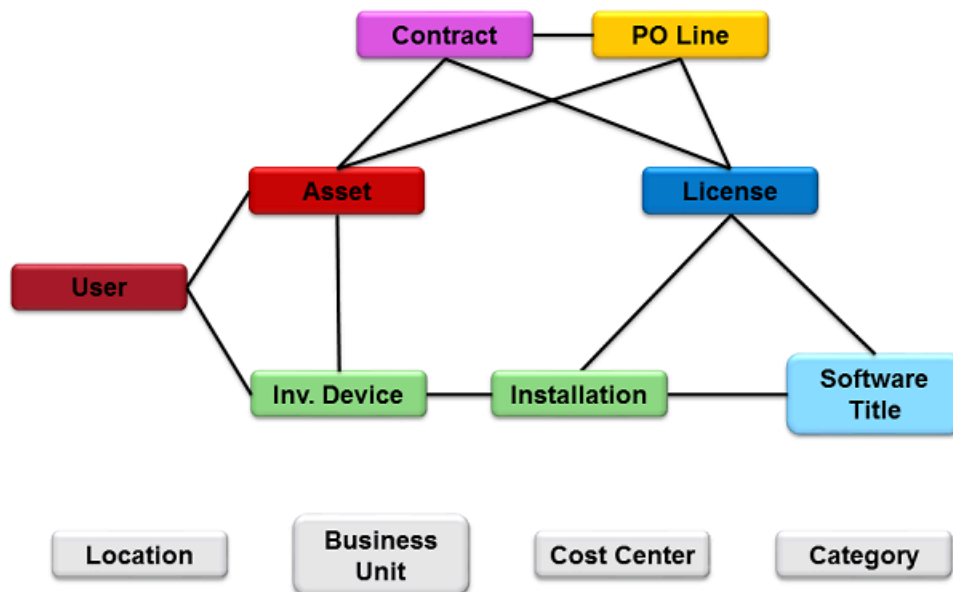 Contract
PO Line
Asset
License
User
Inv. Device
Installation
Software
Title
Location
Business
Unit
Cost Center
Category